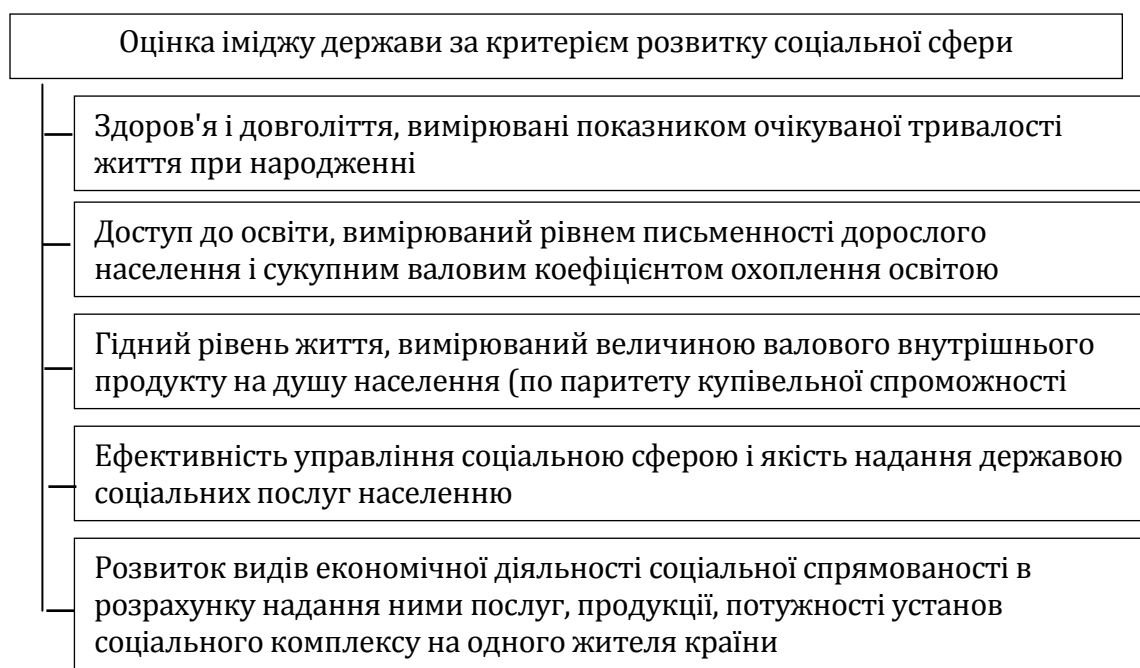 Оцінка іміджу держави за критерієм розвитку соціальної сфери
Здоров'я і довголіття, вимірювані показником очікуваної тривалості
життя при народженні
Доступ до освіти, вимірюваний рівнем письменності дорослого
населення і сукупним валовим коефіцієнтом охоплення освітою
Гідний рівень життя, вимірюваний величиною валового внутрішнього
продукту на душу населення (по паритету купівельної спроможності
Ефективність управління соціальною сферою і якість надання державою
соціальних послуг населенню
Розвиток видів економічної діяльності соціальної спрямованості в
розрахунку надання ними послуг, продукції, потужності установ
соціального комплексу на одного жителя країни